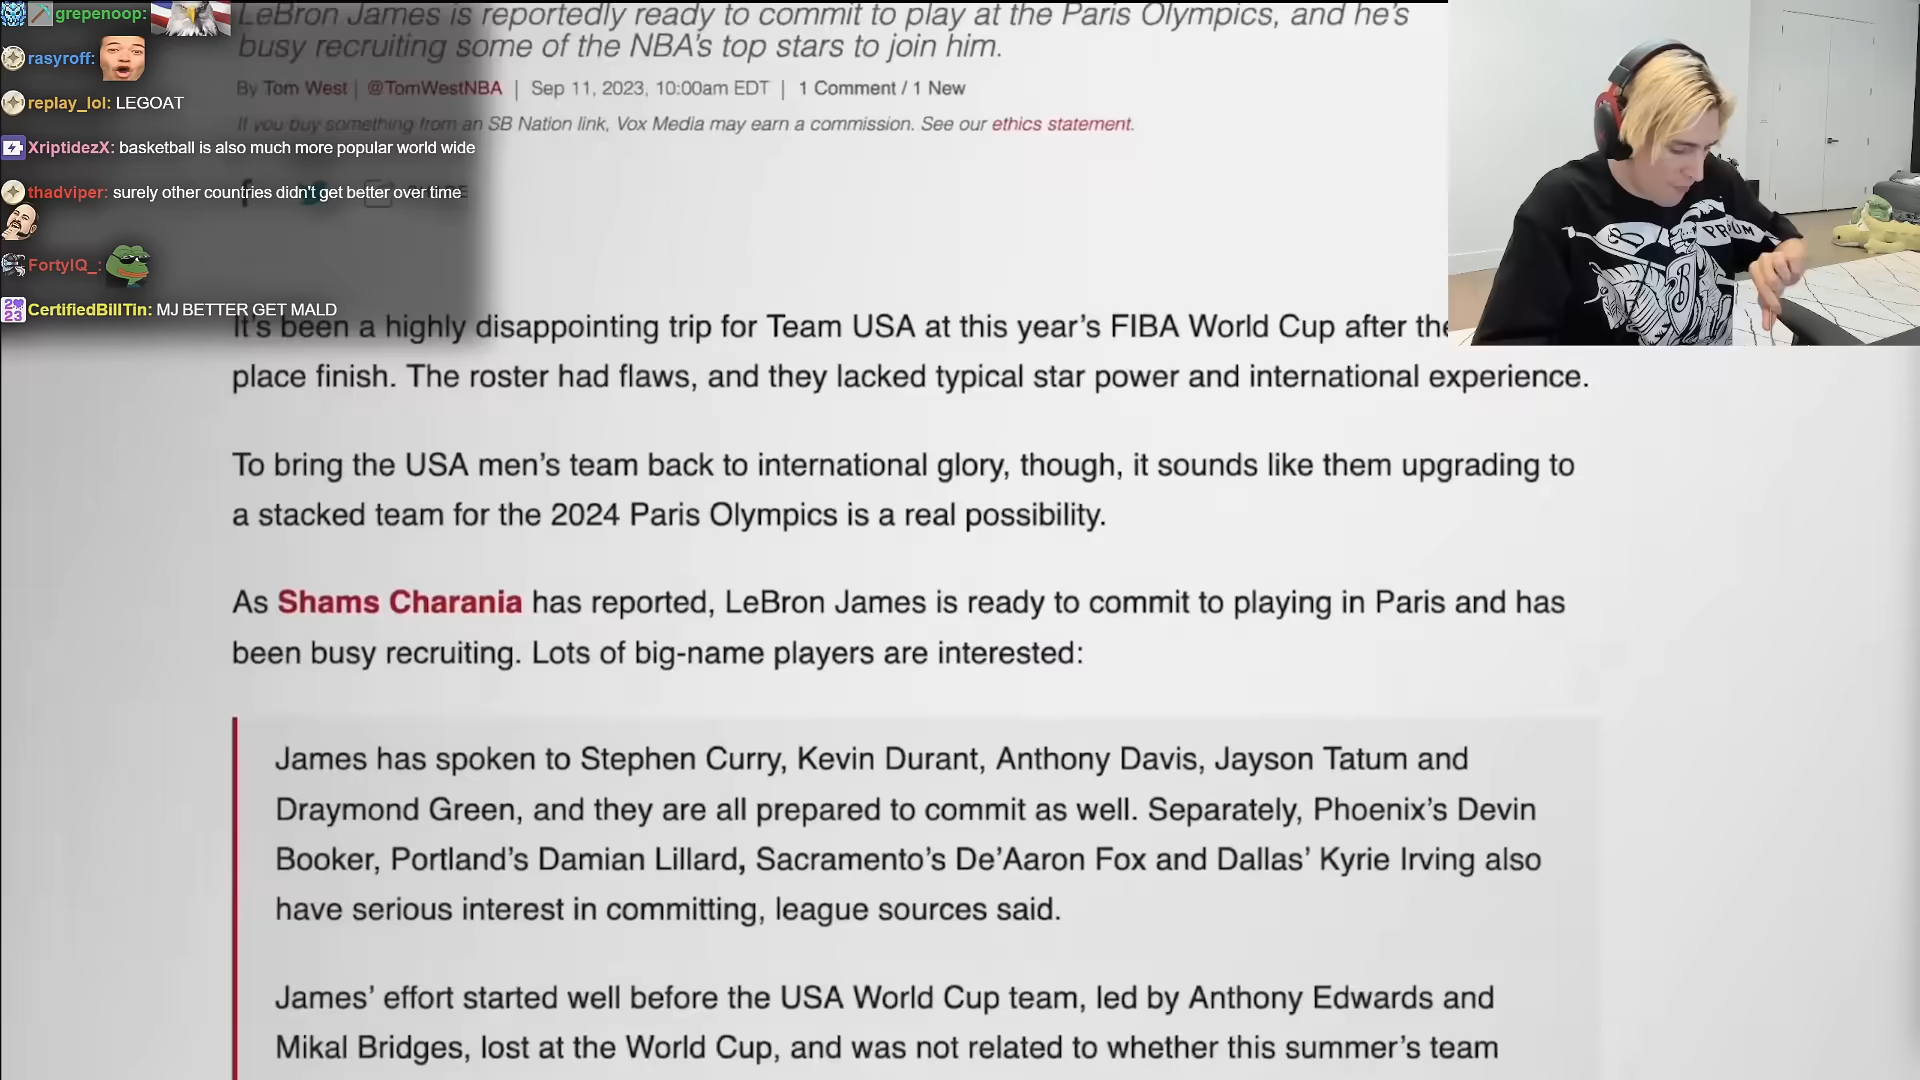 grepenoop:
rasyroff:
replay_lol: LEGOAT
XriptidezX: basketball is also much more popular world wide
thadviper: surely other countries didn't get better over time
FortyIQ_:
2023
CertifiedBillTin: MJ BETTER GET MALD
LeBron James is reportedly ready to commit to play at the Paris Olympics, and he's
busy recruiting some of the NBA's top stars to join him.
By Tom West | @TomWestNBA | Sep 11, 2023, 10:00am EDT | 1 Comment / 1 New
If you buy something from an SB Nation link, Vox Media may earn a commission. See our ethics statement.
It's been a highly disappointing trip for Team USA at this year's FIBA World Cup after the
place finish. The roster had flaws, and they lacked typical star power and international experience.
To bring the USA men's team back to international glory, though, it sounds like them upgrading to
a stacked team for the 2024 Paris Olympics is a real possibility.
As Shams Charania has reported, LeBron James is ready to commit to playing in Paris and has
been busy recruiting. Lots of big-name players are interested:
James has spoken to Stephen Curry, Kevin Durant, Anthony Davis, Jayson Tatum and
Draymond Green, and they are all prepared to commit as well. Separately, Phoenix's Devin
Booker, Portland's Damian Lillard, Sacramento's De'Aaron Fox and Dallas' Kyrie Irving also
have serious interest in committing, league sources said.
James' effort started well before the USA World Cup team, led by Anthony Edwards and
Mikal Bridges, lost at the World Cup, and was not related to whether this summer's team